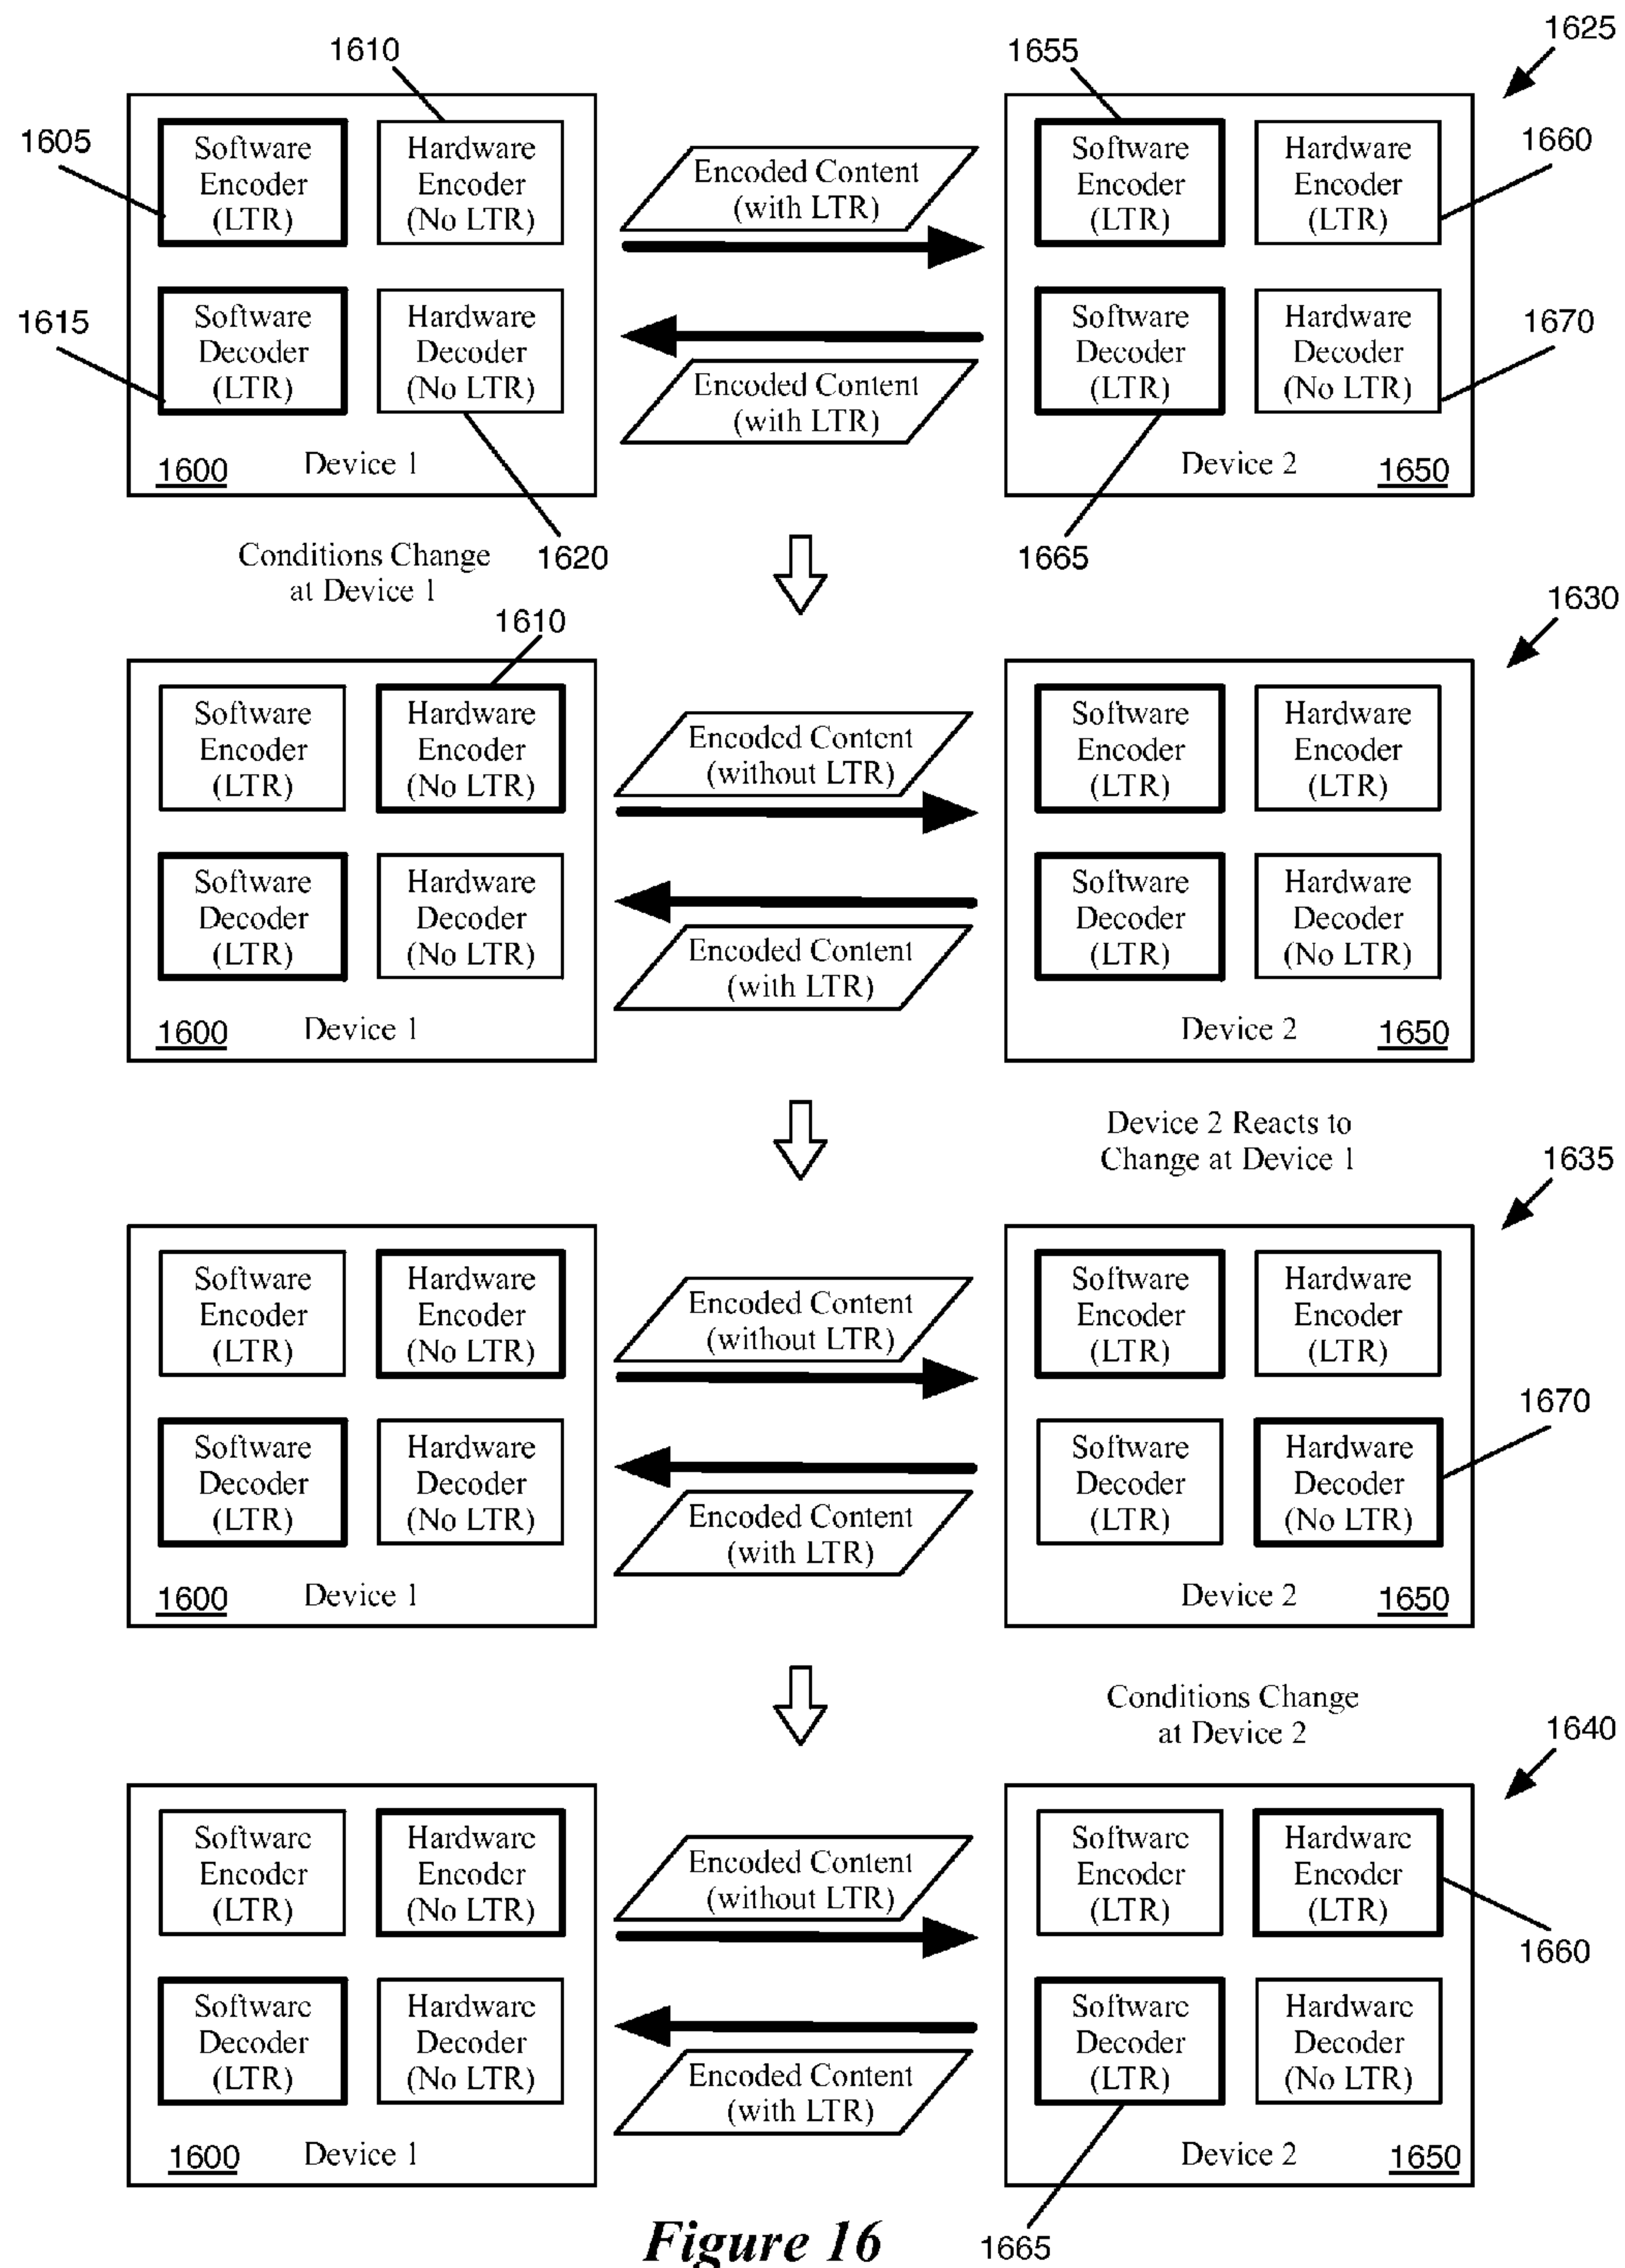 1625
1610
1655
1605
Software
Encoder
(LTR)
Hardware
Encoder
(No LTR)
Encoded Content
(with LTR)
Software
Encoder
(LTR)
Hardware
Encoder
(LTR)
1660
1615
Software
Decoder
(LTR)
Hardware
Decoder
(No LTR)
Encoded Content
(with LTR)
Software
Decoder
(LTR)
Hardware
Decoder
(No LTR)
1670
1600
Device 1
Device 2
1650
Conditions Change
at Device 1
1620
1665
1610
1630
Software
Encoder
(LTR)
Hardware
Encoder
(No LTR)
Encoded Content
(without LTR)
Software
Encoder
(LTR)
Hardware
Encoder
(LTR)
Software
Decoder
(LTR)
Hardware
Decoder
(No LTR)
Encoded Content
(with LTR)
Software
Decoder
(LTR)
Hardware
Decoder
(No LTR)
1600
Device 1
Device 2
1650
Device 2 Reacts to
Change at Device 1
1635
Software
Encoder
(LTR)
Hardware
Encoder
(No LTR)
Encoded Content
(without LTR)
Software
Encoder
(LTR)
Hardware
Encoder
(LTR)
Software
Decoder
(LTR)
Hardware
Decoder
(No LTR)
Encoded Content
(with LTR)
Software
Decoder
(LTR)
Hardware
Decoder
(No LTR)
1670
1600
Device 1
Device 2
1650
Conditions Change
at Device 2
1640
Software
Encoder
(LTR)
Hardware
Encoder
(No LTR)
Encoded Content
(without LTR)
Software
Encoder
(LTR)
Hardware
Encoder
(LTR)
1660
Software
Decoder
(LTR)
Hardware
Decoder
(No LTR)
Encoded Content
(with LTR)
Software
Decoder
(LTR)
Hardware
Decoder
(No LTR)
1600
Device 1
Device 2
1650
Figure 16
1665